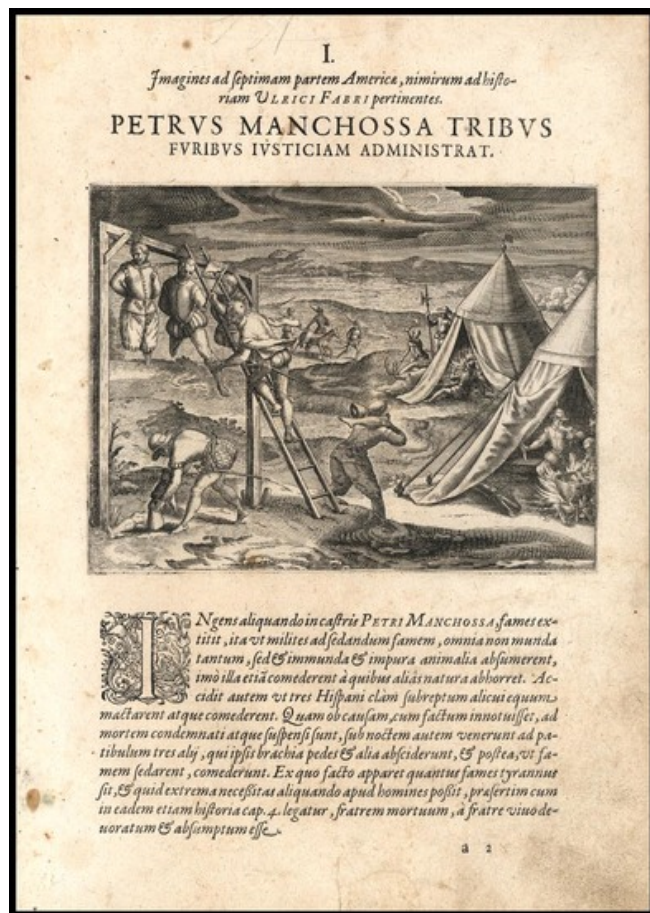 I.
Imagines ad septimam partem Americæ, nimirum ad histo-
riam VLRICI FABRI pertinentes.
PETRVS MANCHOSSA TRIBVS
FVRIBVS IVSTICIAM ADMINISTRAT.
INgens aliquando in castris PETRI MANCHOSSA, fames ex-
titit, ita vt milites ad sedandum famem, omnia non munda
tantum, sed & immunda & impura animalia absumerent,
imò illa etiã comederent à quibus aliàs natura abhorret. Ac-
cidit autem vt tres Hispani clàm subreptum alicui equum
mactarent atque comederent. Quam ob causam, cum factum innotuisset, ad
mortem condemnati atque suspensi sunt, sub noctem autem venerunt ad pa-
tibulum tres alij, qui ipsis brachia pedes & alia absciderunt, & postea, vt fa-
mem sedarent, comederunt. Ex quo facto apparet quantus fames tyrannus
sit, & quid extrema necessitas aliquando apud homines possit, præsertim cum
in eadem etiam historia cap. 4. legatur, fratrem mortuum, à fratre viuo de-
uoratum & absumptum esse.
a 2